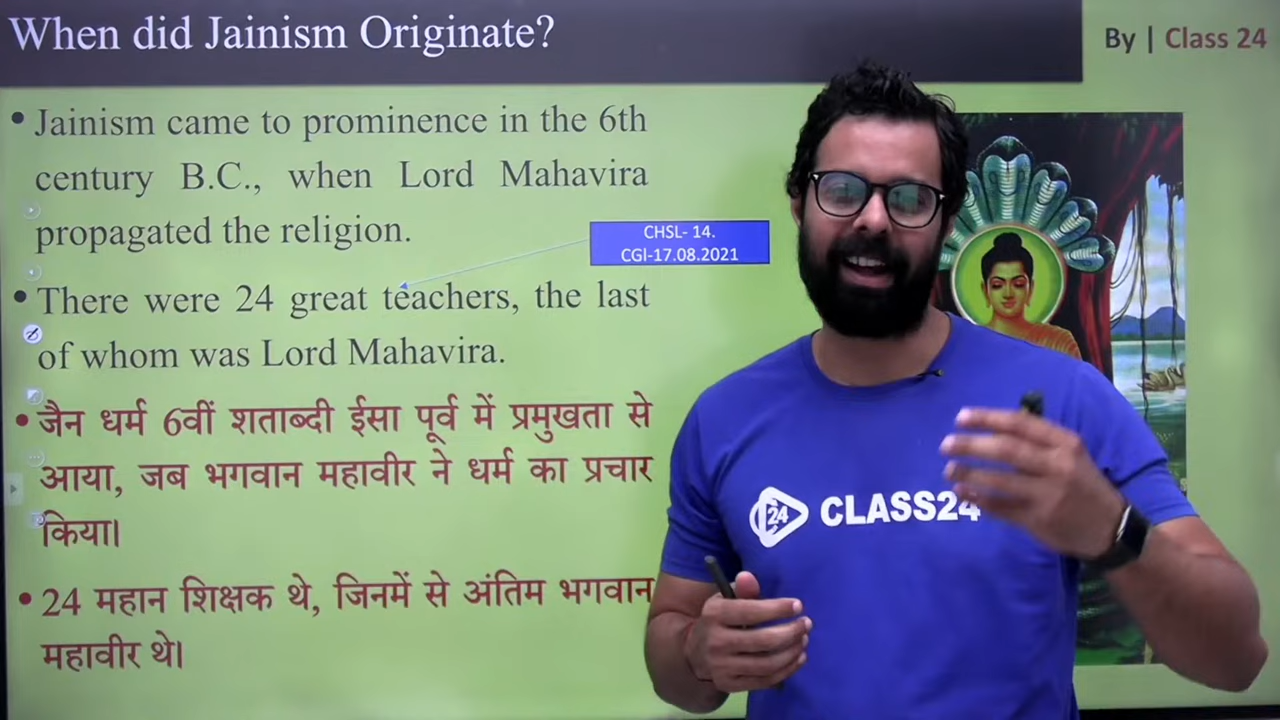 When did Jainism Originate?
By | Class 24
• Jainism came to prominence in the 6th
century B.C., when Lord Mahavira
propagated the religion.
CHSL- 14.
CGl-17.08.2021
• There were 24 great teachers, the last
of whom was Lord Mahavira.
• जैन धर्म 6वीं शताब्दी ईसा पूर्व में प्रमुखता से
आया, जब भगवान महावीर ने धर्म का प्रचार
किया।
• 24 महान शिक्षक थे, जिनमें से अंतिम भगवान
महावीर थे।
24 CLASS24